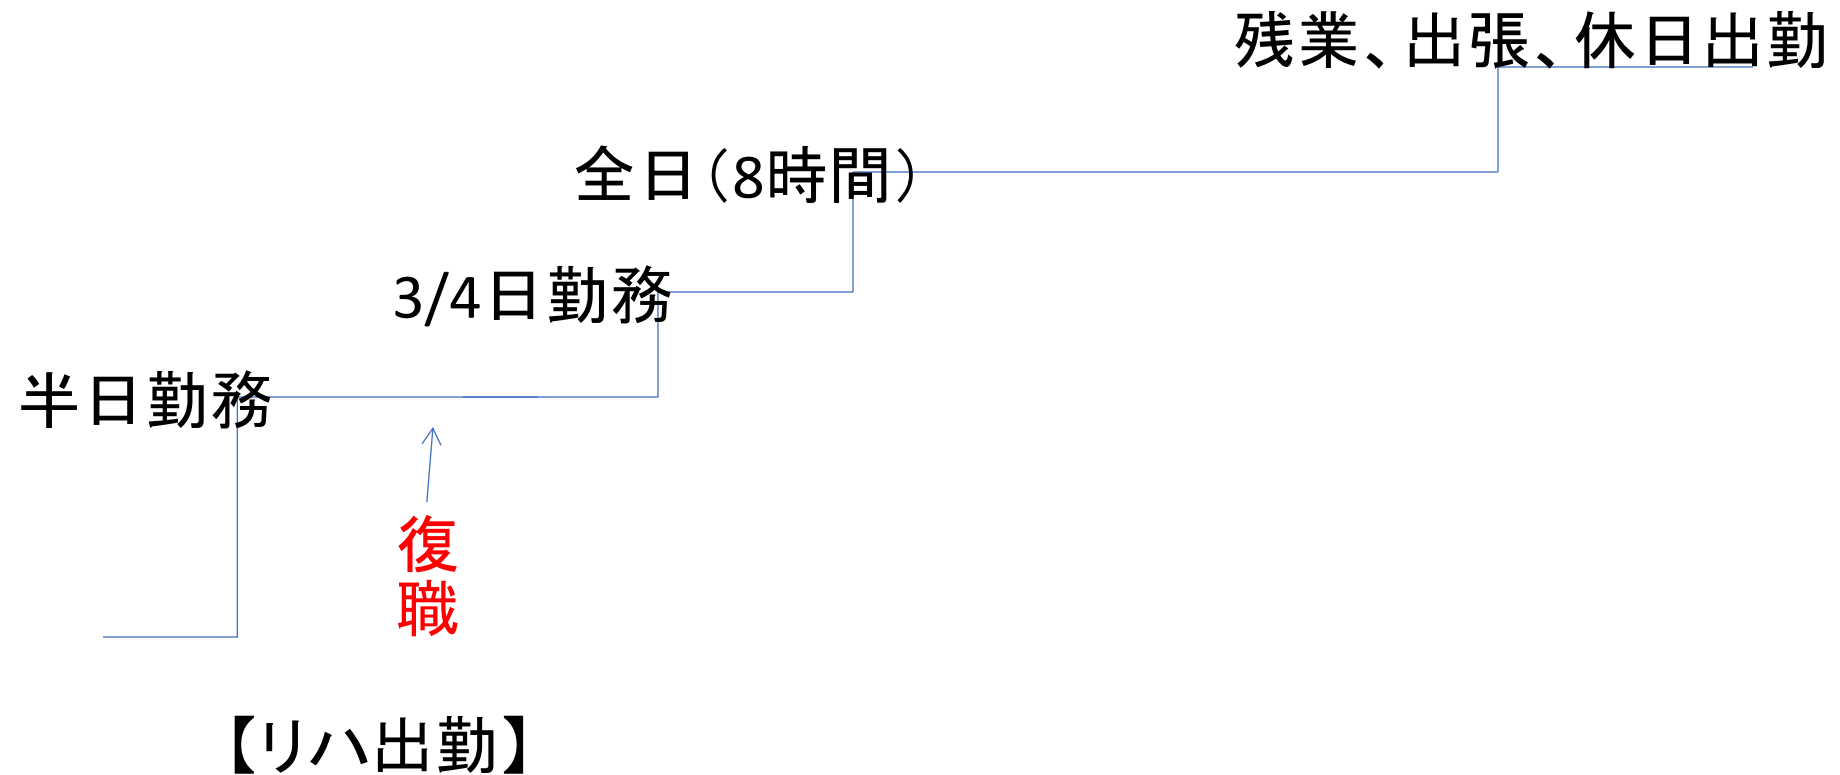 残業、出張、休日出勤
全日（8時間）
3/4日勤務
半日勤務
復職
【リハ出勤】